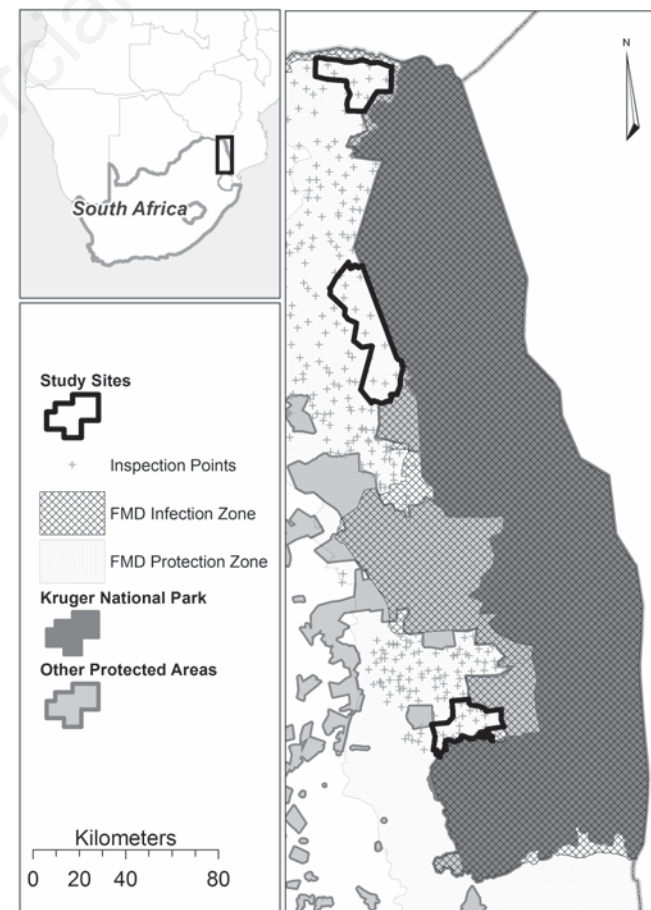 South Africa
N
Study Sites
Inspection Points
FMD Infection Zone
FMD Protection Zone
Kruger National Park
Other Protected Areas
Kilometers
0 20 40 80